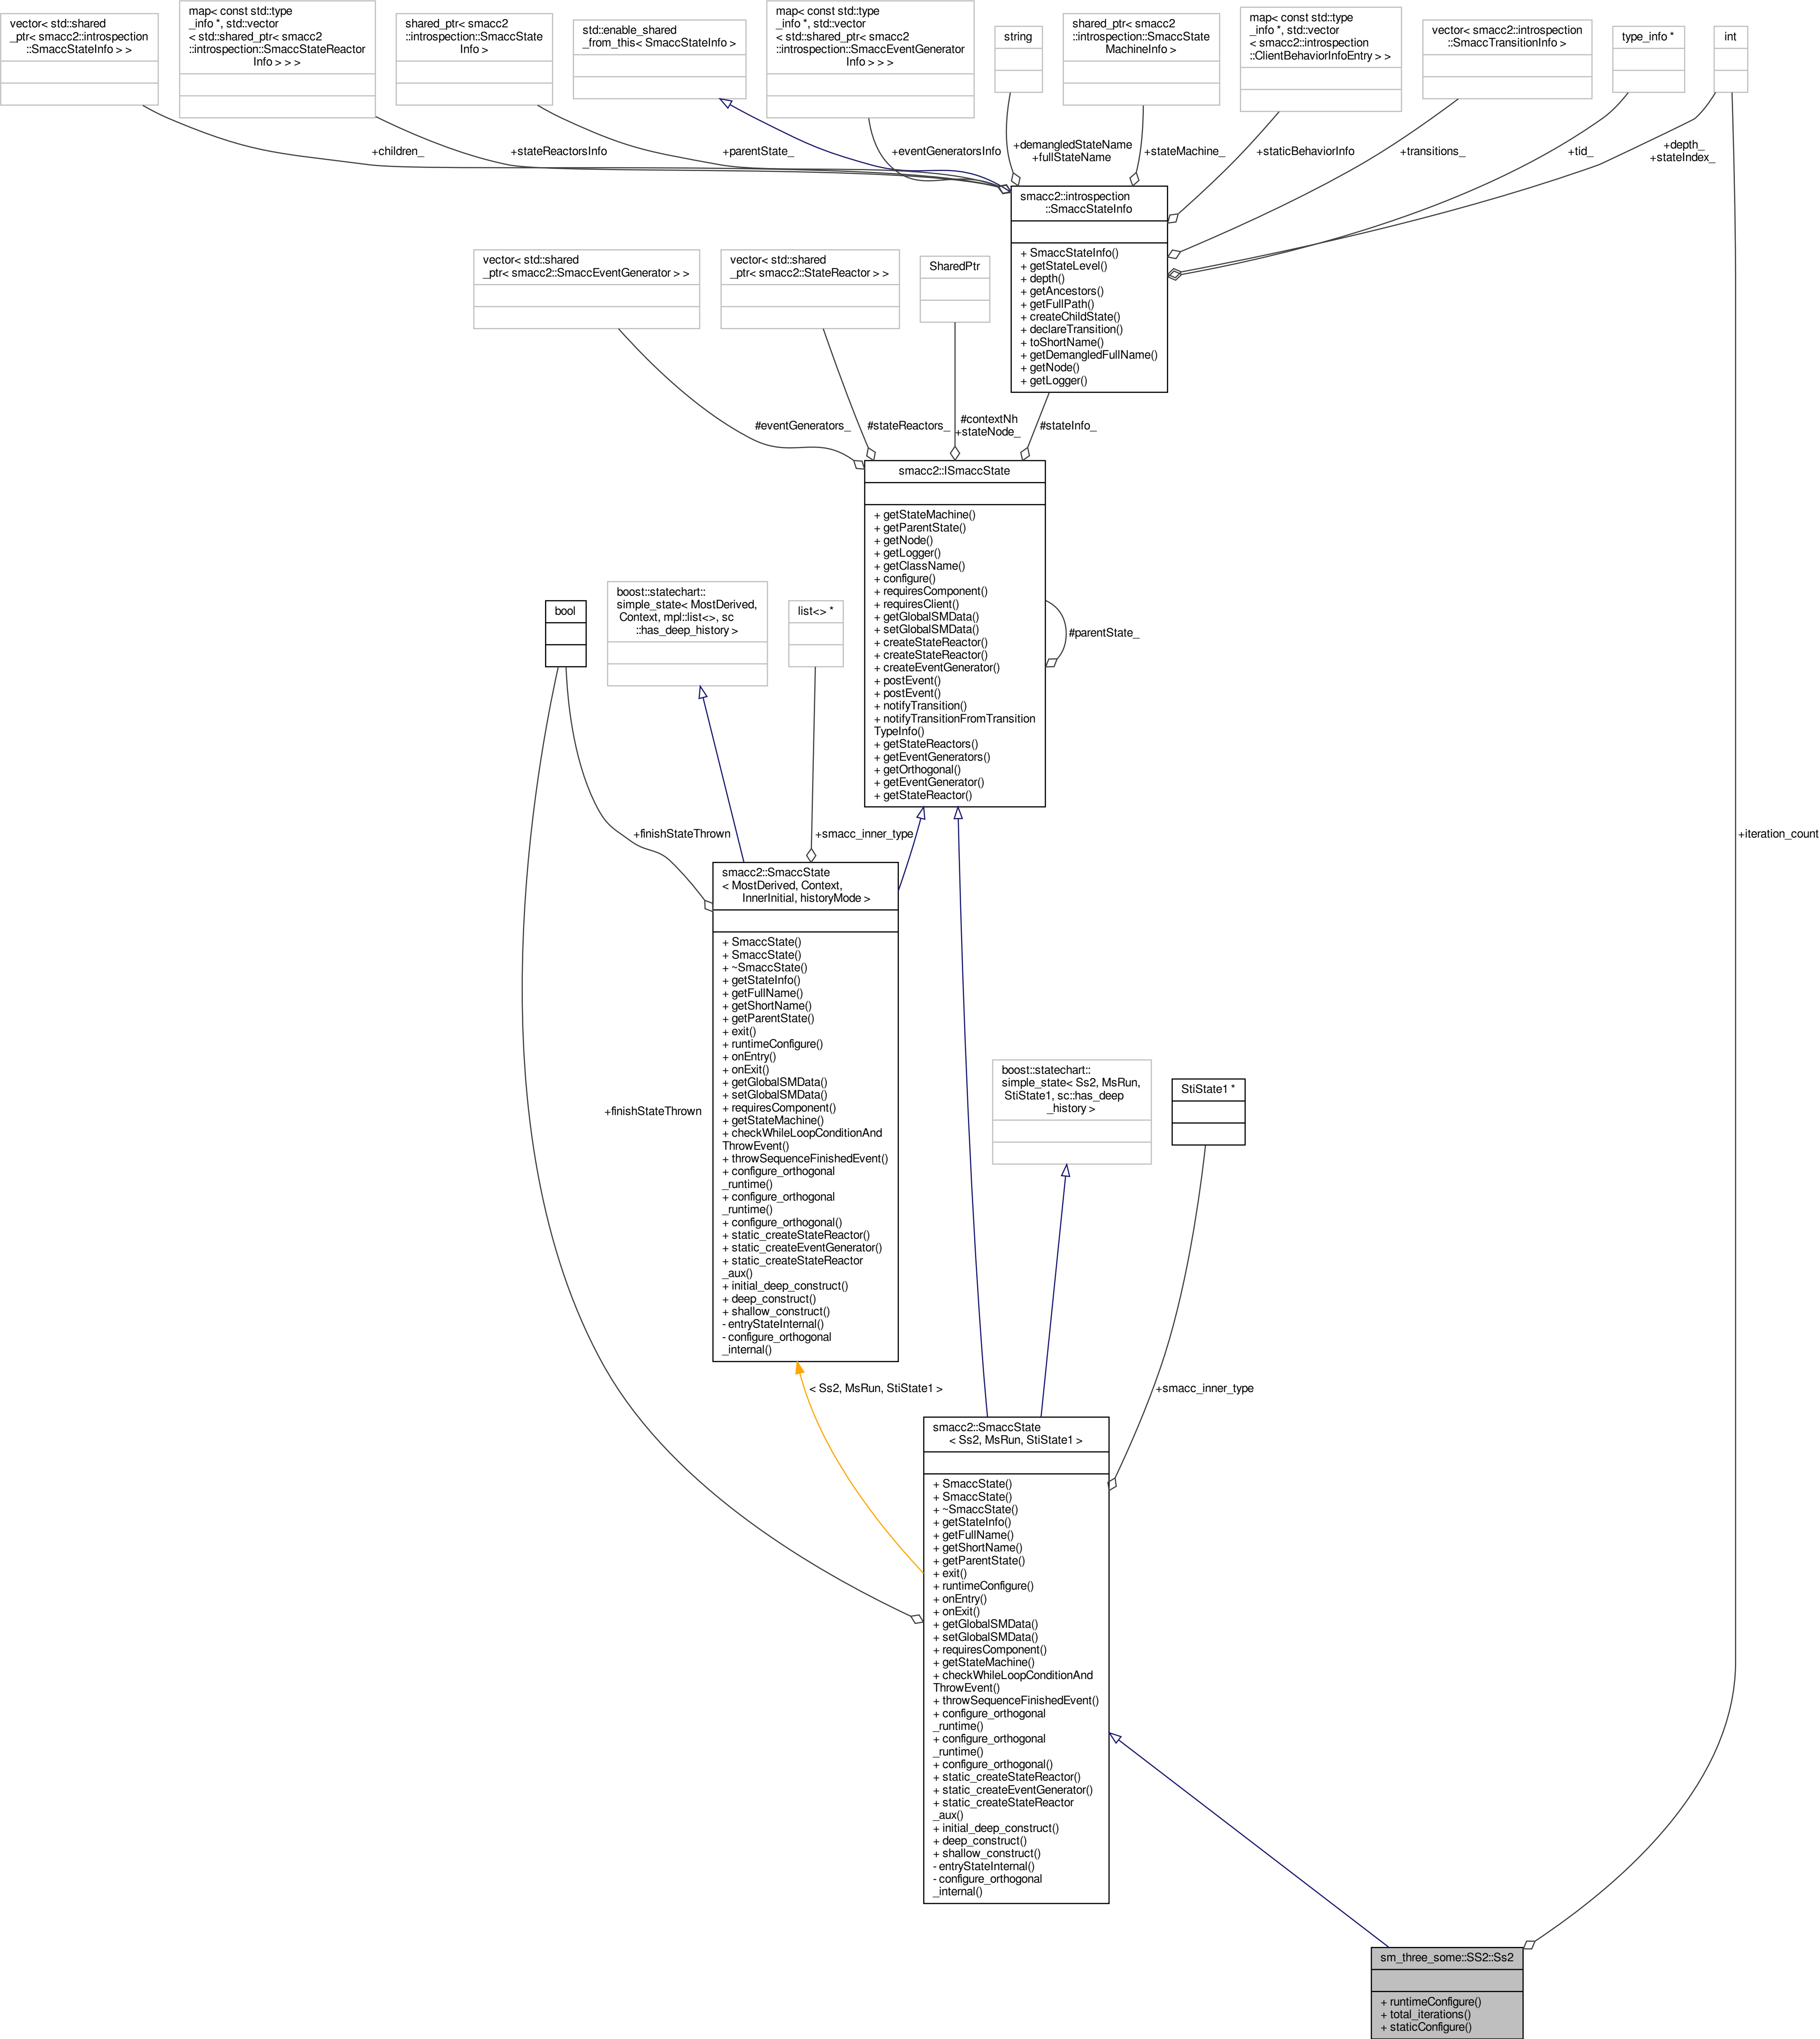 vector< std::shared
_ptr< smacc2::introspection
::SmaccStateInfo > >
map< const std::type
_info *, std::vector
< std::shared_ptr< smacc2
::introspection::SmaccStateReactor
Info > > >
shared_ptr< smacc2
::introspection::SmaccState
Info >
std::enable_shared
_from_this< SmaccStateInfo >
map< const std::type
_info *, std::vector
< std::shared_ptr< smacc2
::introspection::SmaccEventGenerator
Info > > >
string
shared_ptr< smacc2
::introspection::SmaccState
MachineInfo >
map< const std::type
_info *, std::vector
< smacc2::introspection
::ClientBehaviorInfoEntry > >
vector< smacc2::introspection
::SmaccTransitionInfo >
type_info *
int
+children_
+stateReactorsInfo
+parentState_
+eventGeneratorsInfo
+demangledStateName
+fullStateName
+stateMachine_
+staticBehaviorInfo
+transitions_
+tid_
+depth_
+stateIndex_
smacc2::introspection
::SmaccStateInfo
+ SmaccStateInfo()
+ getStateLevel()
+ depth()
+ getAncestors()
+ getFullPath()
+ createChildState()
+ declareTransition()
+ toShortName()
+ getDemangledFullName()
+ getNode()
+ getLogger()
vector< std::shared
_ptr< smacc2::SmaccEventGenerator > >
vector< std::shared
_ptr< smacc2::StateReactor > >
SharedPtr
#eventGenerators_
#stateReactors_
#contextNh
+stateNode_
#stateInfo_
smacc2::ISmaccState
+ getStateMachine()
+ getParentState()
+ getNode()
+ getLogger()
+ getClassName()
+ configure()
+ requiresComponent()
+ requiresClient()
+ getGlobalSMData()
+ setGlobalSMData()
+ createStateReactor()
+ createStateReactor()
+ createEventGenerator()
+ postEvent()
+ postEvent()
+ notifyTransition()
+ notifyTransitionFromTransition
TypeInfo()
+ getStateReactors()
+ getEventGenerators()
+ getOrthogonal()
+ getEventGenerator()
+ getStateReactor()
#parentState_
bool
boost::statechart::
simple_state< MostDerived,
Context, mpl::list<>, sc
::has_deep_history >
list<> *
+finishStateThrown
+smacc_inner_type
+iteration_count
smacc2::SmaccState
< MostDerived, Context,
InnerInitial, historyMode >
+ SmaccState()
+ SmaccState()
+ ~SmaccState()
+ getStateInfo()
+ getFullName()
+ getShortName()
+ getParentState()
+ exit()
+ runtimeConfigure()
+ onEntry()
+ onExit()
+ getGlobalSMData()
+ setGlobalSMData()
+ requiresComponent()
+ getStateMachine()
+ checkWhileLoopConditionAnd
ThrowEvent()
+ throwSequenceFinishedEvent()
+ configure_orthogonal
_runtime()
+ configure_orthogonal
_runtime()
+ configure_orthogonal()
+ static_createStateReactor()
+ static_createEventGenerator()
+ static_createStateReactor
_aux()
+ initial_deep_construct()
+ deep_construct()
+ shallow_construct()
- entryStateInternal()
- configure_orthogonal
_internal()
+finishStateThrown
boost::statechart::
simple_state< Ss2, MsRun,
StiState1, sc::has_deep
_history >
StiState1 *
< Ss2, MsRun, StiState1 >
+smacc_inner_type
smacc2::SmaccState
< Ss2, MsRun, StiState1 >
+ SmaccState()
+ SmaccState()
+ ~SmaccState()
+ getStateInfo()
+ getFullName()
+ getShortName()
+ getParentState()
+ exit()
+ runtimeConfigure()
+ onEntry()
+ onExit()
+ getGlobalSMData()
+ setGlobalSMData()
+ requiresComponent()
+ getStateMachine()
+ checkWhileLoopConditionAnd
ThrowEvent()
+ throwSequenceFinishedEvent()
+ configure_orthogonal
_runtime()
+ configure_orthogonal
_runtime()
+ configure_orthogonal()
+ static_createStateReactor()
+ static_createEventGenerator()
+ static_createStateReactor
_aux()
+ initial_deep_construct()
+ deep_construct()
+ shallow_construct()
- entryStateInternal()
- configure_orthogonal
_internal()
sm_three_some::SS2::Ss2
+ runtimeConfigure()
+ total_iterations()
+ staticConfigure()